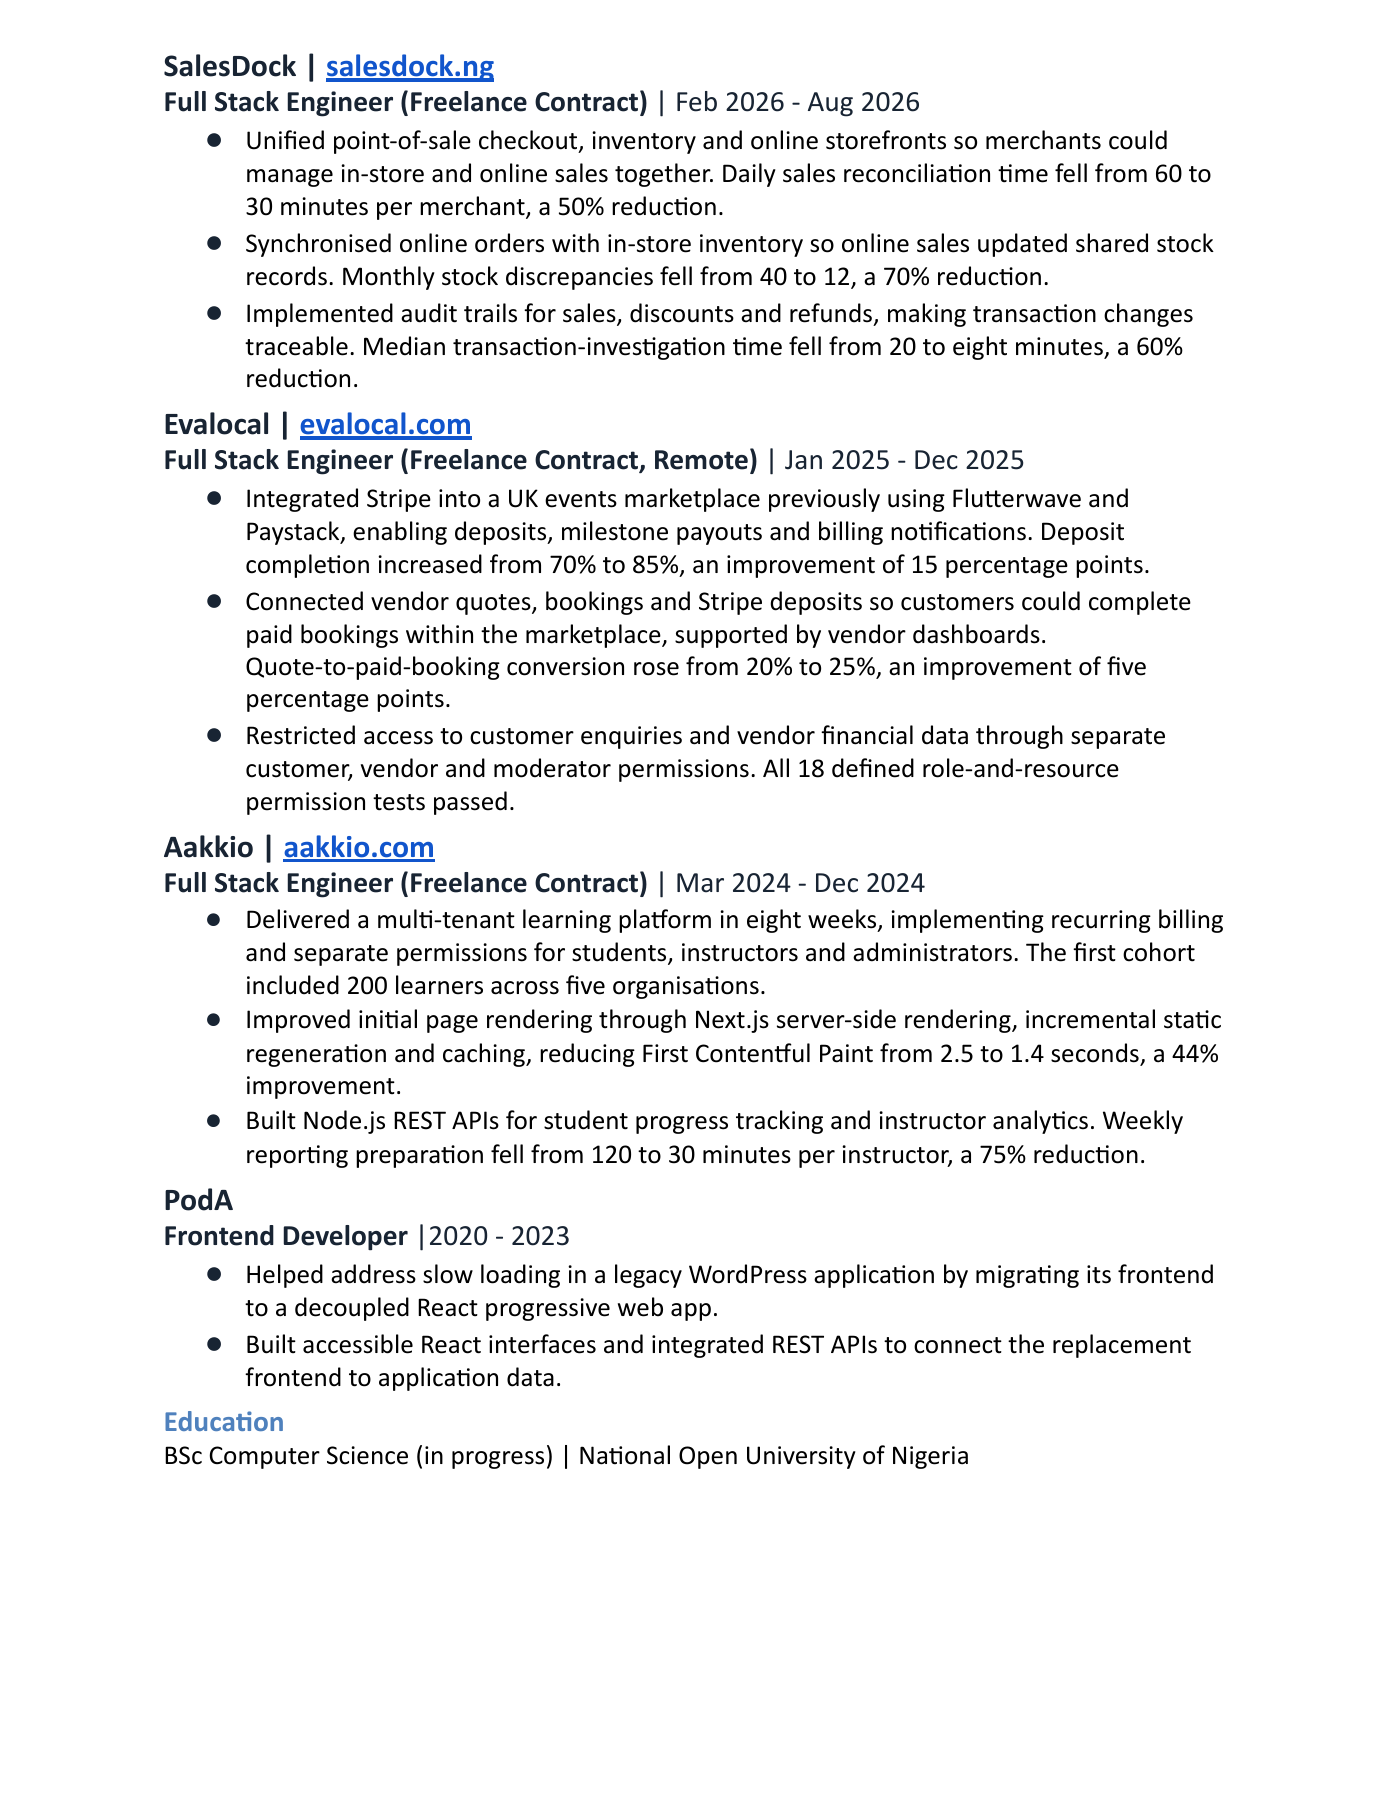 SalesDock | salesdock.ng
Full Stack Engineer (Freelance Contract) | Feb 2026 - Aug 2026
● Unified point-of-sale checkout, inventory and online storefronts so merchants could
manage in-store and online sales together. Daily sales reconciliation time fell from 60 to
30 minutes per merchant, a 50% reduction.
● Synchronised online orders with in-store inventory so online sales updated shared stock
records. Monthly stock discrepancies fell from 40 to 12, a 70% reduction.
● Implemented audit trails for sales, discounts and refunds, making transaction changes
traceable. Median transaction-investigation time fell from 20 to eight minutes, a 60%
reduction.
Evalocal | evalocal.com
Full Stack Engineer (Freelance Contract, Remote) | Jan 2025 - Dec 2025
● Integrated Stripe into a UK events marketplace previously using Flutterwave and
Paystack, enabling deposits, milestone payouts and billing notifications. Deposit
completion increased from 70% to 85%, an improvement of 15 percentage points.
● Connected vendor quotes, bookings and Stripe deposits so customers could complete
paid bookings within the marketplace, supported by vendor dashboards.
Quote-to-paid-booking conversion rose from 20% to 25%, an improvement of five
percentage points.
● Restricted access to customer enquiries and vendor financial data through separate
customer, vendor and moderator permissions. All 18 defined role-and-resource
permission tests passed.
Aakkio | aakkio.com
Full Stack Engineer (Freelance Contract) | Mar 2024 - Dec 2024
● Delivered a multi-tenant learning platform in eight weeks, implementing recurring billing
and separate permissions for students, instructors and administrators. The first cohort
included 200 learners across five organisations.
● Improved initial page rendering through Next.js server-side rendering, incremental static
regeneration and caching, reducing First Contentful Paint from 2.5 to 1.4 seconds, a 44%
improvement.
● Built Node.js REST APIs for student progress tracking and instructor analytics. Weekly
reporting preparation fell from 120 to 30 minutes per instructor, a 75% reduction.
PodA
Frontend Developer |2020 - 2023
● Helped address slow loading in a legacy WordPress application by migrating its frontend
to a decoupled React progressive web app.
● Built accessible React interfaces and integrated REST APIs to connect the replacement
frontend to application data.
Education
BSc Computer Science (in progress) | National Open University of Nigeria